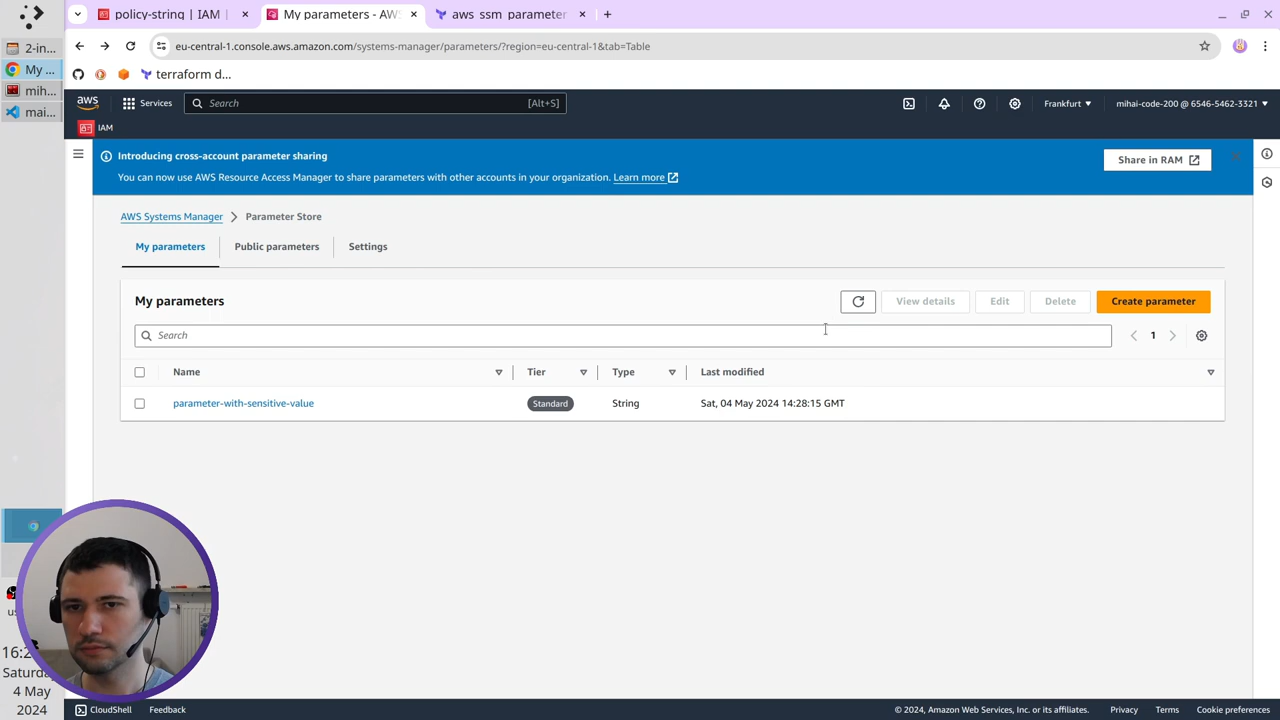 policy-string | IAM |
My parameters - AWS
aws_ssm_parameter
2-in...
My ...
mih...
mai...
eu-central-1.console.aws.amazon.com/systems-manager/parameters/?region=eu-central-1&tab=Table
terraform d...
aws
Services
Search
[Alt+S]
Frankfurt
mihai-code-200 @ 6546-5462-3321
IAM
Introducing cross-account parameter sharing
You can now use AWS Resource Access Manager to share parameters with other accounts in your organization. Learn more
Share in RAM
AWS Systems Manager > Parameter Store
My parameters
Public parameters
Settings
My parameters
View details
Edit
Delete
Create parameter
Search
1
Name
Tier
Type
Last modified
parameter-with-sensitive-value
Standard
String
Sat, 04 May 2024 14:28:15 GMT
Saturday
4 May
2024
CloudShell
Feedback
© 2024, Amazon Web Services, Inc. or its affiliates.
Privacy
Terms
Cookie preferences